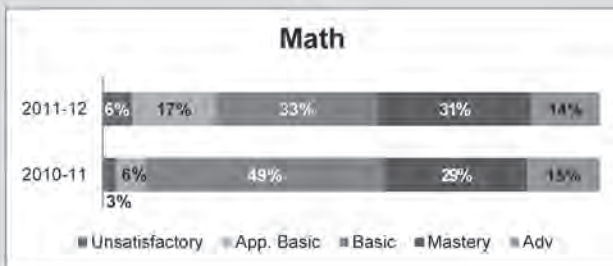 Math
2011-12 6% 17% 33% 31% 14%
2010-11 6% 49% 29% 15%
3%
Unsatisfactory App. Basic Basic Mastery Adv